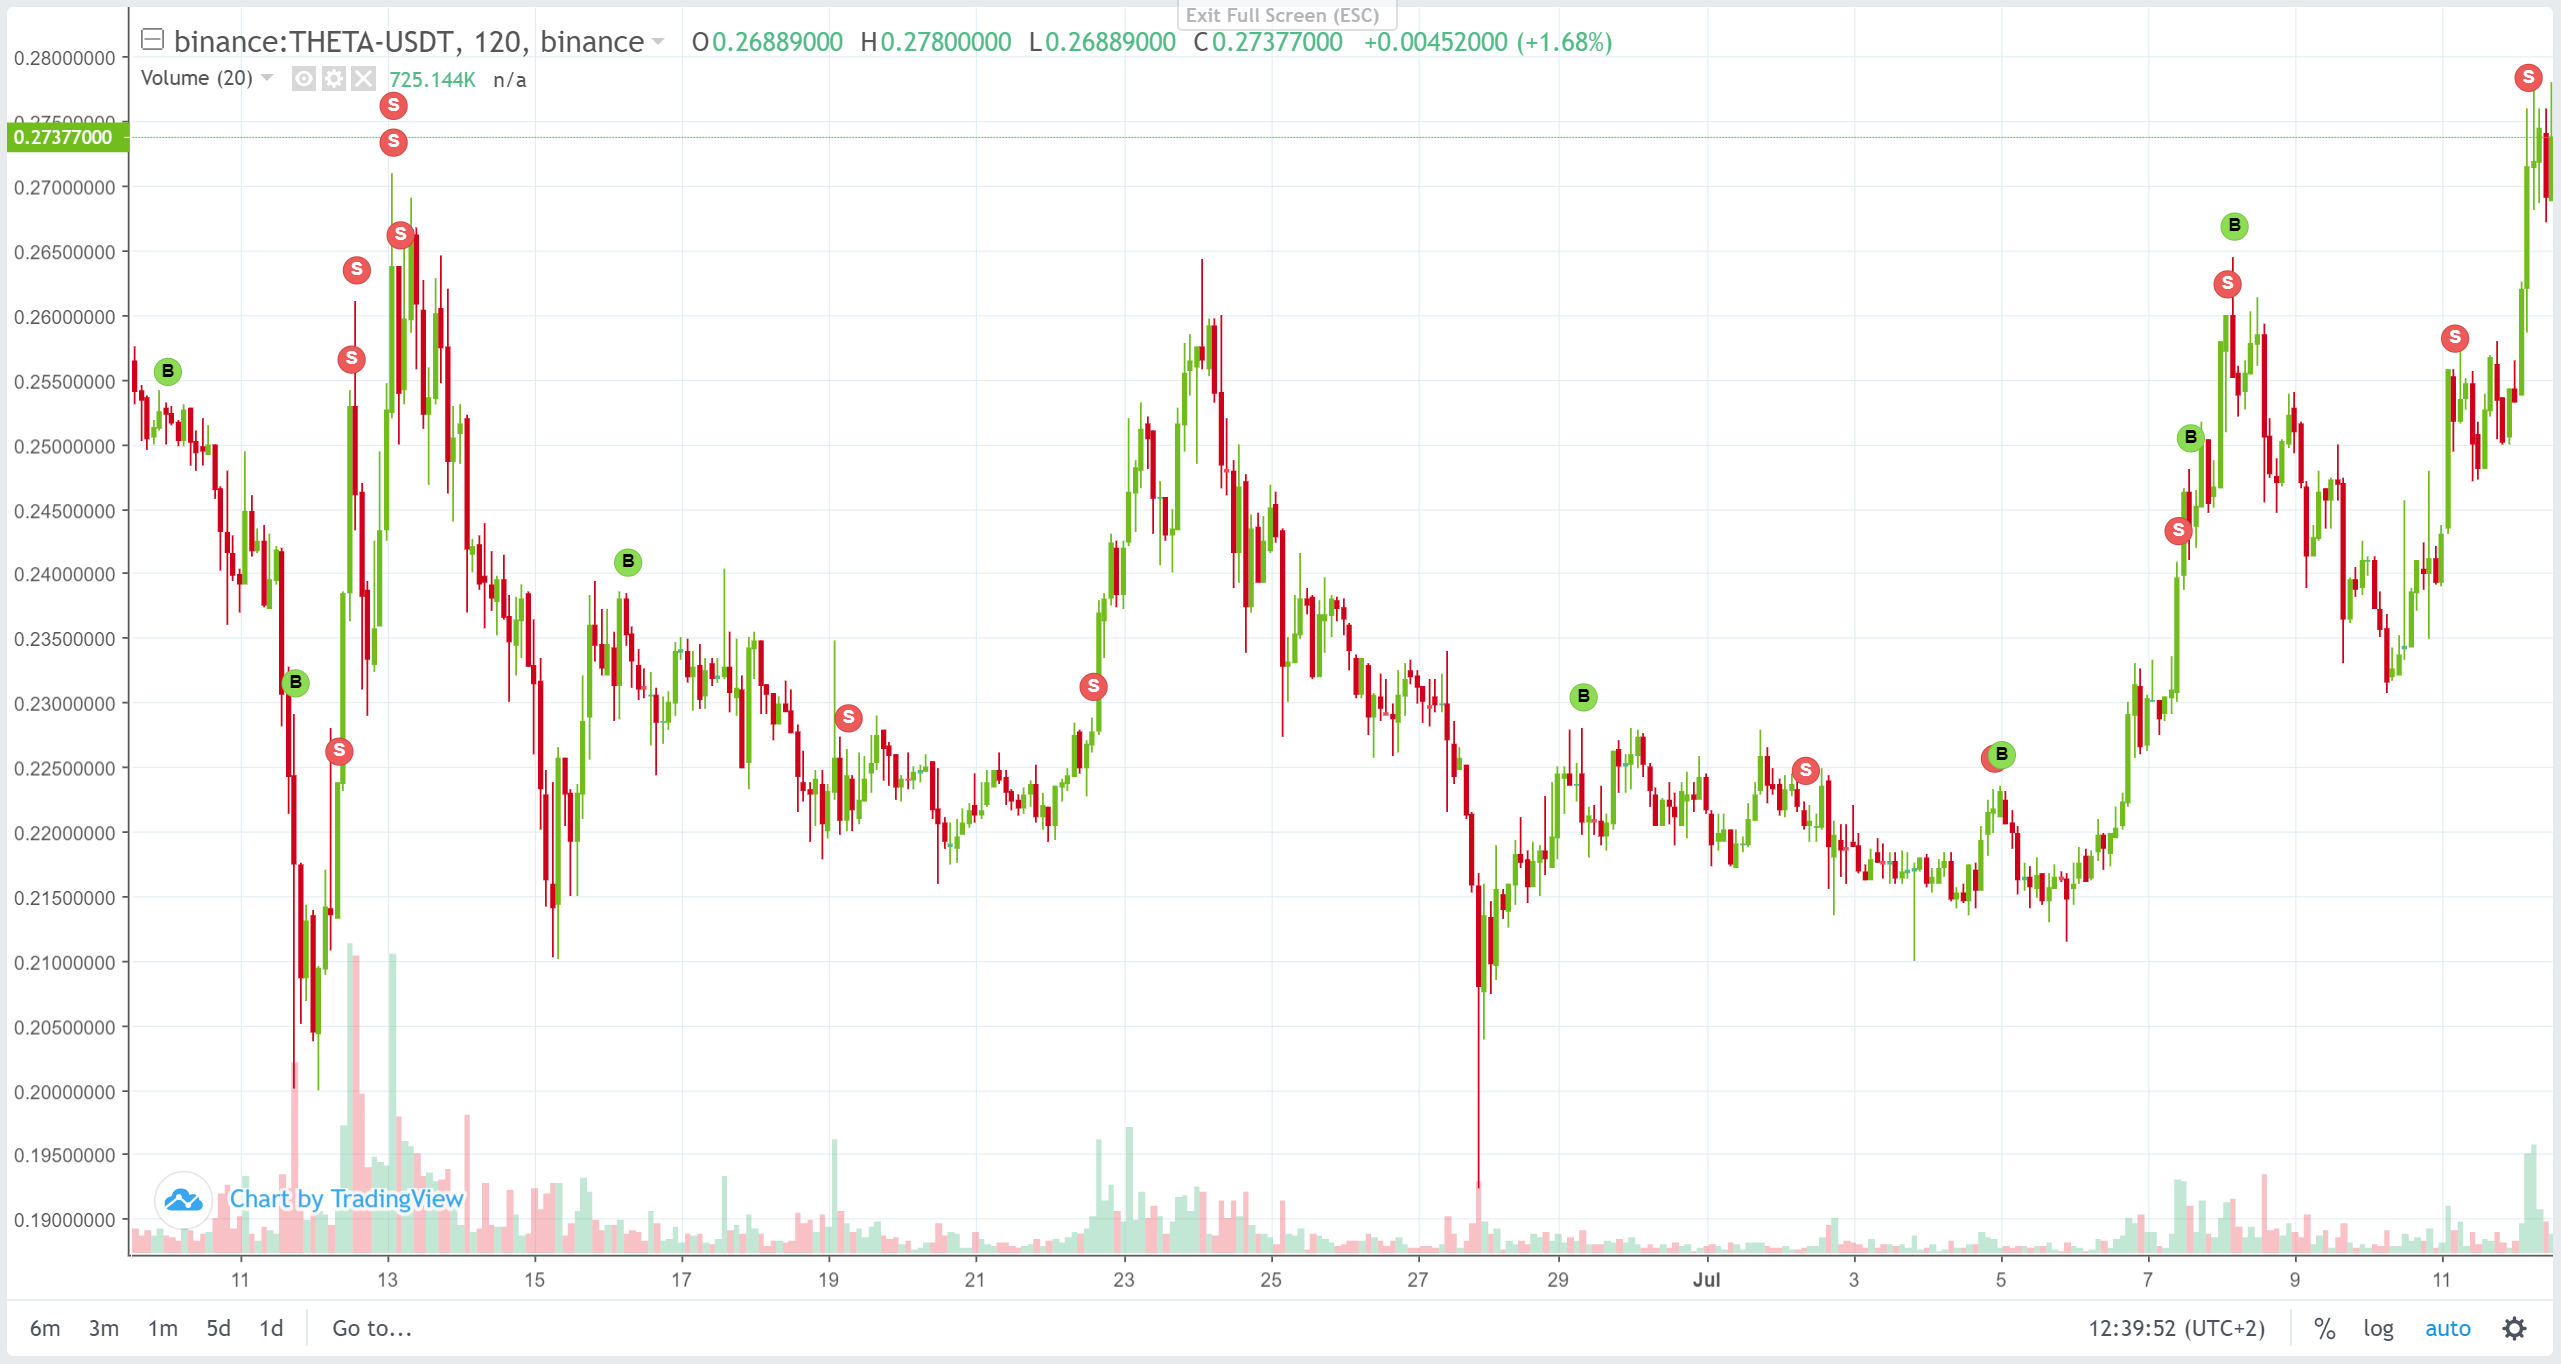 Exit Full Screen (ESC)
binance:THETA-USDT, 120, binance O0.26889000 H0.27800000 L0.26889000 C0.27377000 +0.00452000 (+1.68%)
Volume (20) 725.144K n/a
0.28000000
0.27500000
0.27377000
0.27000000
0.26500000
0.26000000
0.25500000
0.25000000
0.24500000
0.24000000
0.23500000
0.23000000
0.22500000
0.22000000
0.21500000
0.21000000
0.20500000
0.20000000
0.19500000
0.19000000
S
S
S
S
S
B
B
S
B
S
S
B
S
B
S
B
S
B
S
S
Chart by TradingView
11 13 15 17 19 21 23 25 27 29 Jul 3 5 7 9 11
6m 3m 1m 5d 1d Go to... 12:39:52 (UTC+2) % log auto